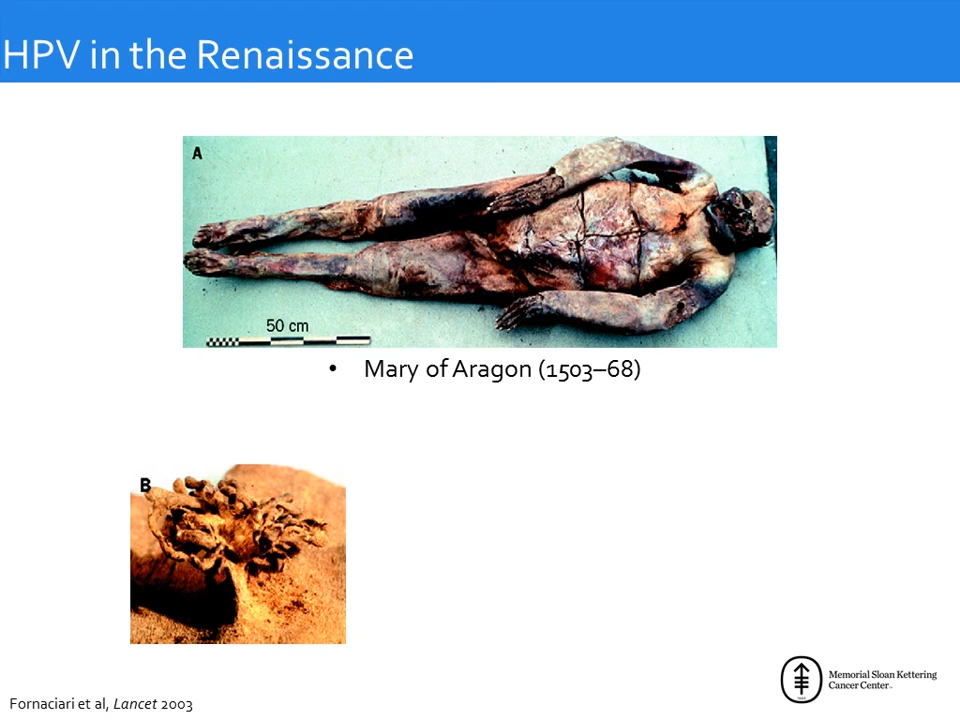 HPV in the Renaissance
A
50 cm
• Mary of Aragon (1503–68)
B
Memorial Sloan Kettering
Cancer Center
Fornaciari et al, Lancet 2003